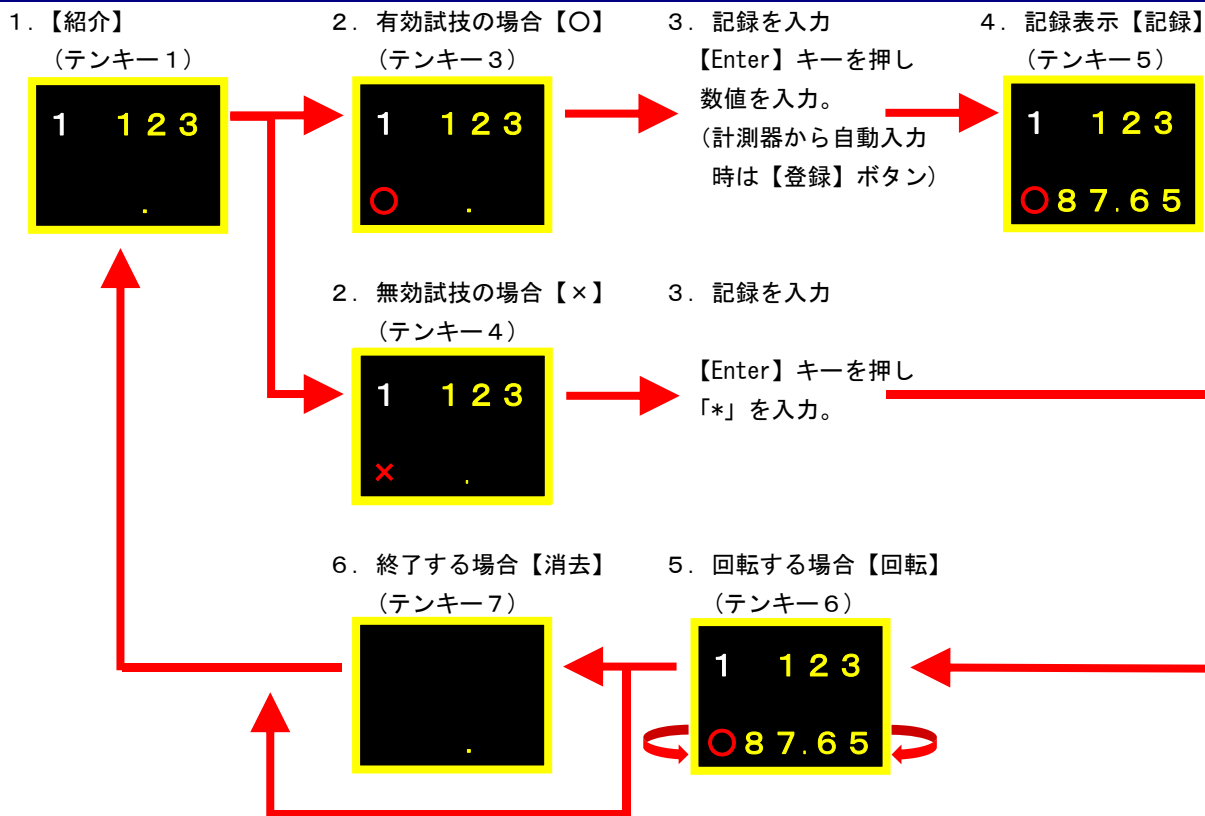 1.【紹介】
(テンキー1)
1 123
.
2. 有効試技の場合【○】
(テンキー3)
1 123
○ .
3. 記録を入力
【Enter】キーを押し
数値を入力。
(計測器から自動入力
時は【登録】ボタン)
4. 記録表示【記録】
(テンキー5)
1 123
○87.65
2. 無効試技の場合【×】
(テンキー4)
1 123
× .
3. 記録を入力
【Enter】キーを押し
「*」を入力。
5. 回転する場合【回転】
(テンキー6)
1 123
○87.65
6. 終了する場合【消去】
(テンキー7)
.